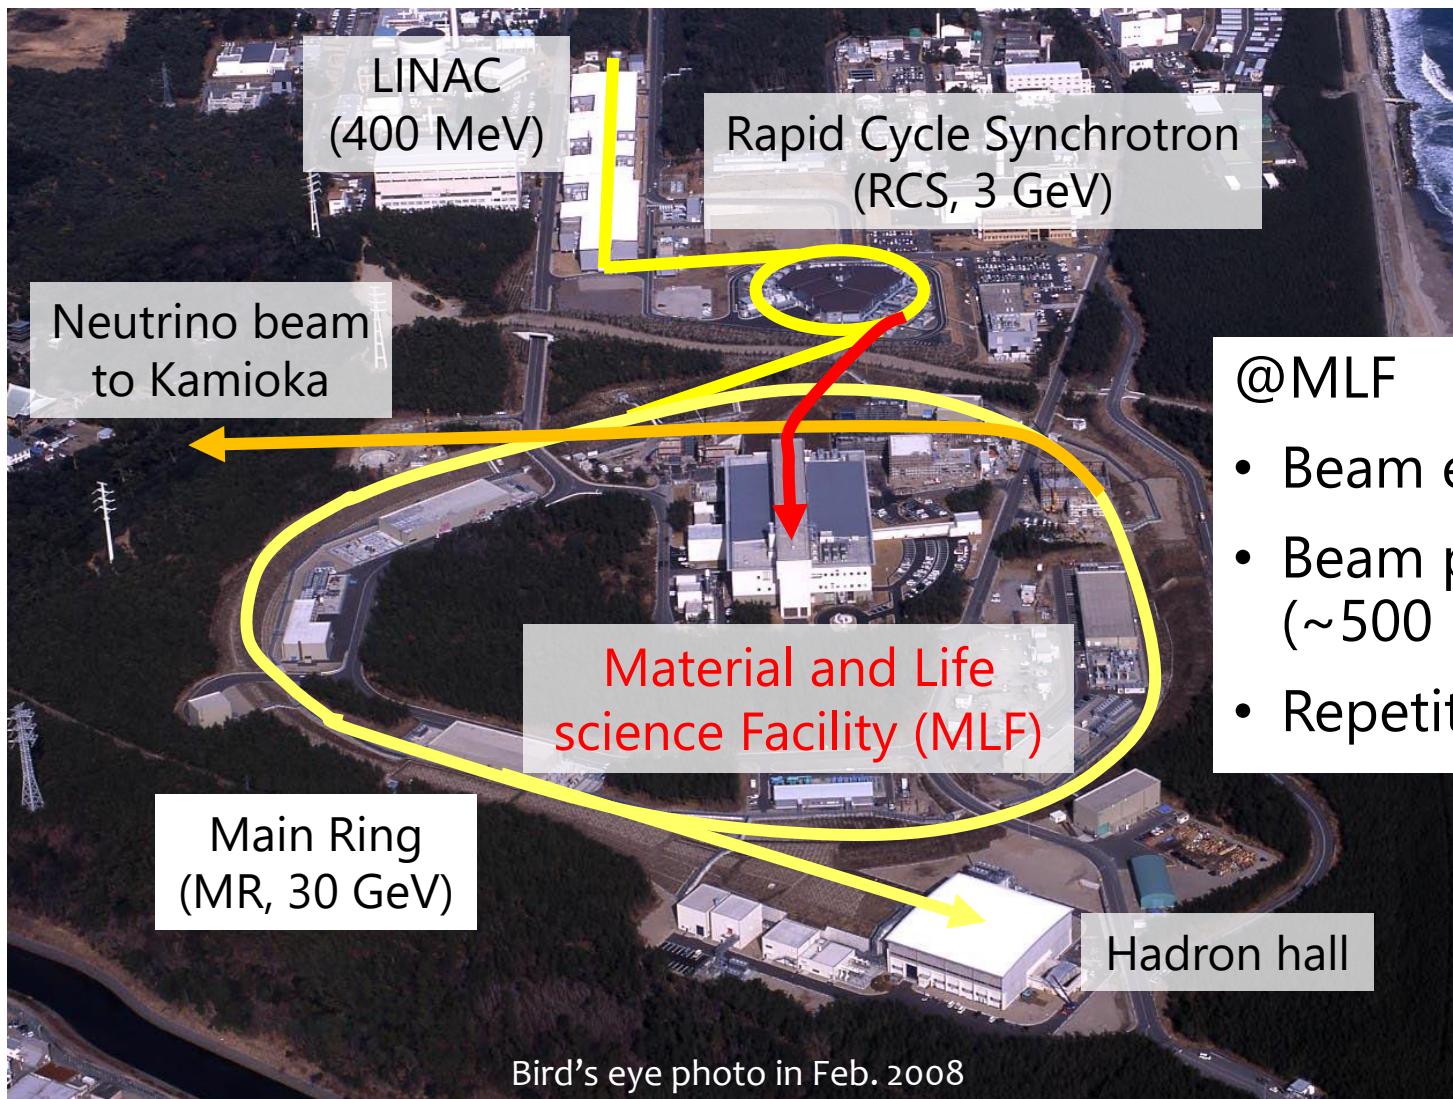 LINAC
(400 MeV)
Rapid Cycle Synchrotron
(RCS, 3 GeV)
Neutrino beam
to Kamioka
@MLF
• Beam
• Beam
(~500
•
Material and Life
science Facility (MLF)
Main Ring
(MR, 30 GeV)
Hadron hall
Bird's eye photo in Feb. 2008